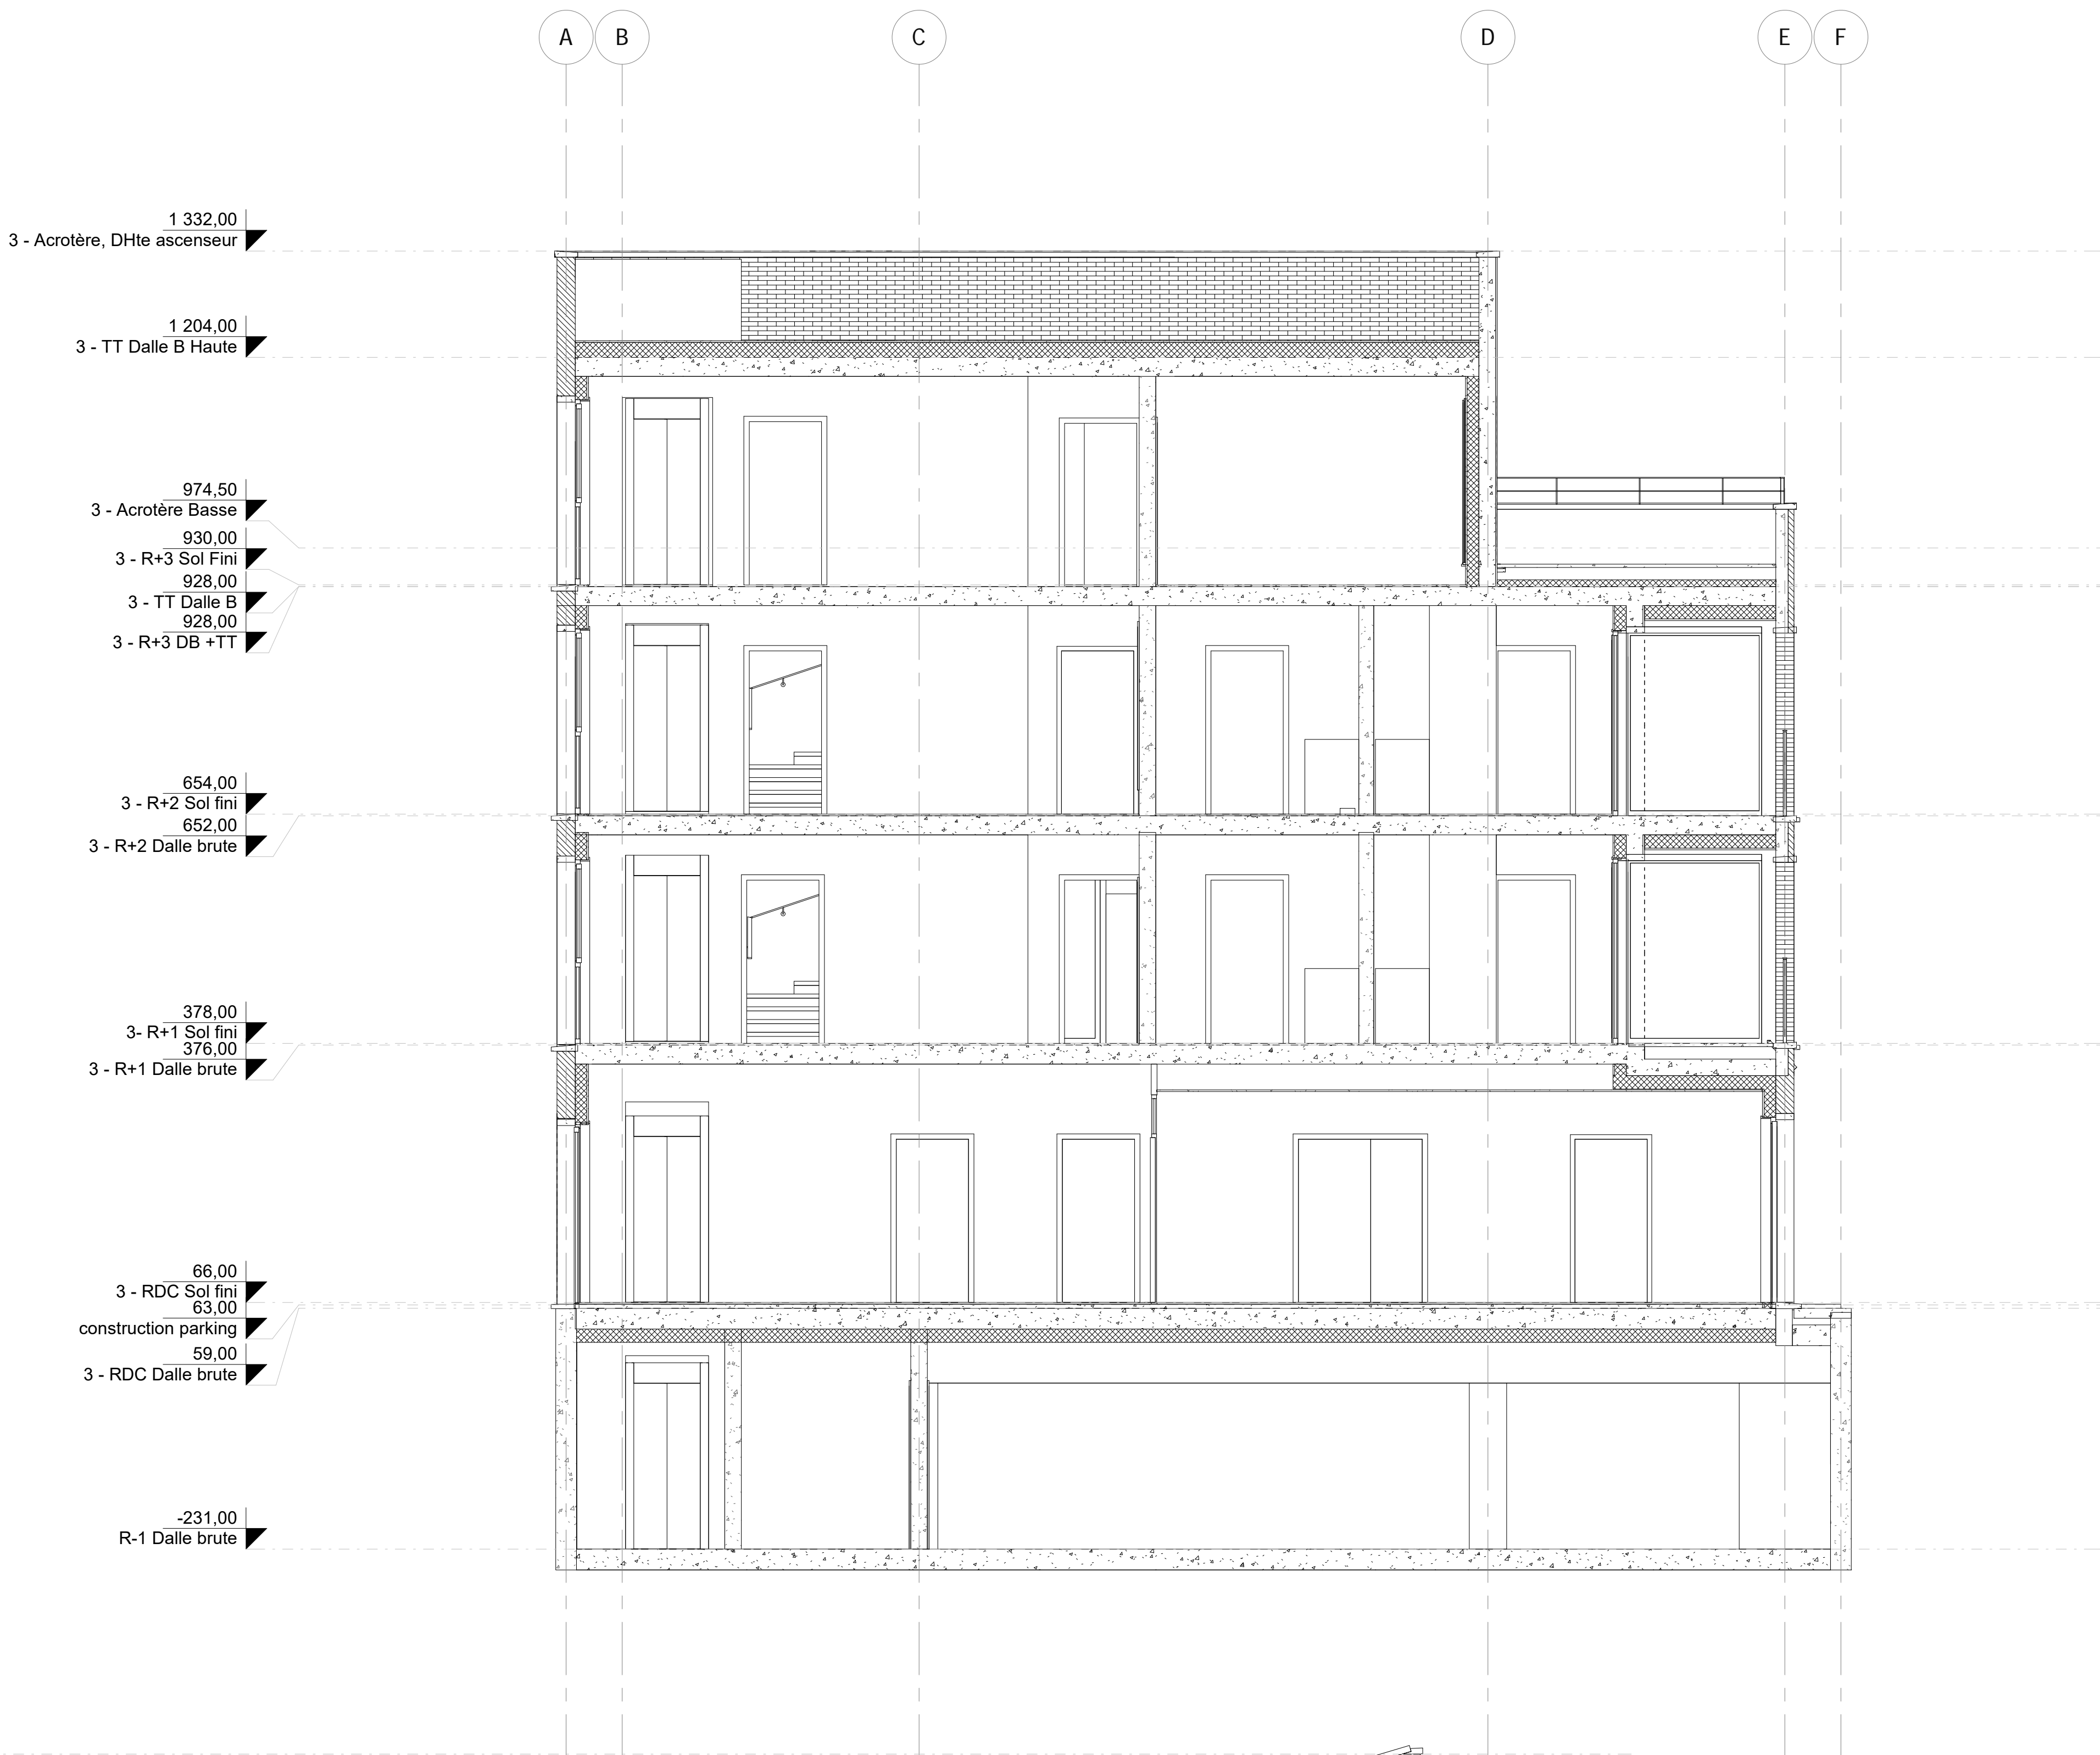 A B C D E F
1 332,00
3 - Acrotère, DHte ascenseur
1 204,00
3 - TT Dalle B Haute
974,50
3 - Acrotère Basse
930,00
3 - R+3 Sol Fini
928,00
3 - TT Dalle B
928,00
3 - R+3 DB +TT
654,00
3 - R+2 Sol fini
652,00
3 - R+2 Dalle brute
378,00
3- R+1 Sol fini
376,00
3 - R+1 Dalle brute
66,00
3 - RDC Sol fini
63,00
construction parking
59,00
3 - RDC Dalle brute
-231,00
R-1 Dalle brute